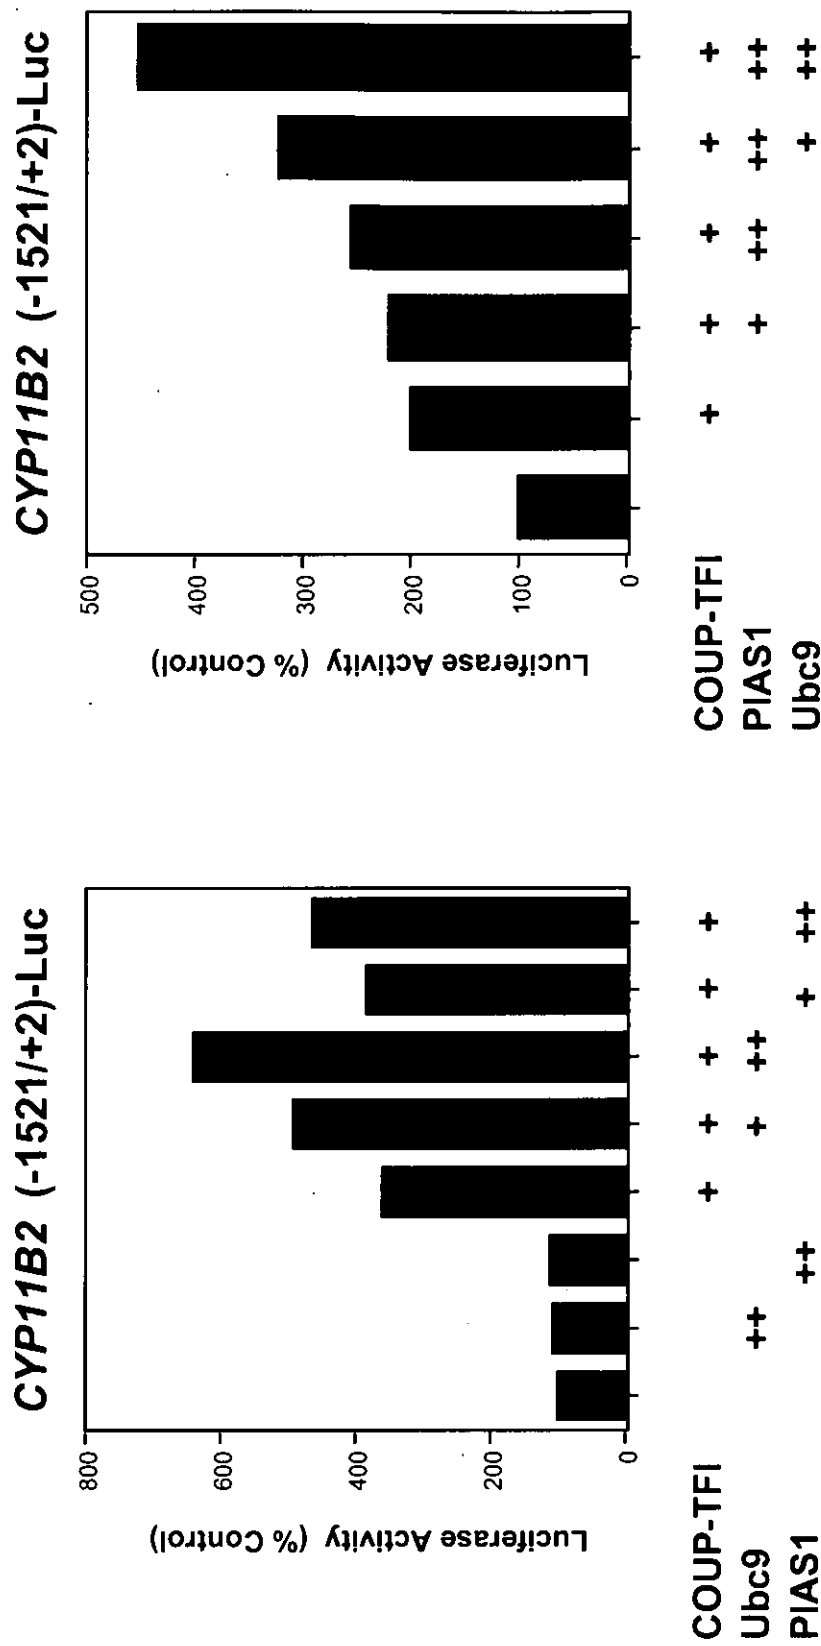 CYP11B2 (-1521/+2)-Luc
Luciferase Activity (% Control)
800
600
400
200
0
COUP-TFI + + + + +
Ubc9 ++ + ++
PIAS1 ++ + ++
CYP11B2 (-1521/+2)-Luc
Luciferase Activity (% Control)
500
400
300
200
100
0
COUP-TFI + + + + +
PIAS1 + ++ ++ ++
Ubc9 + ++